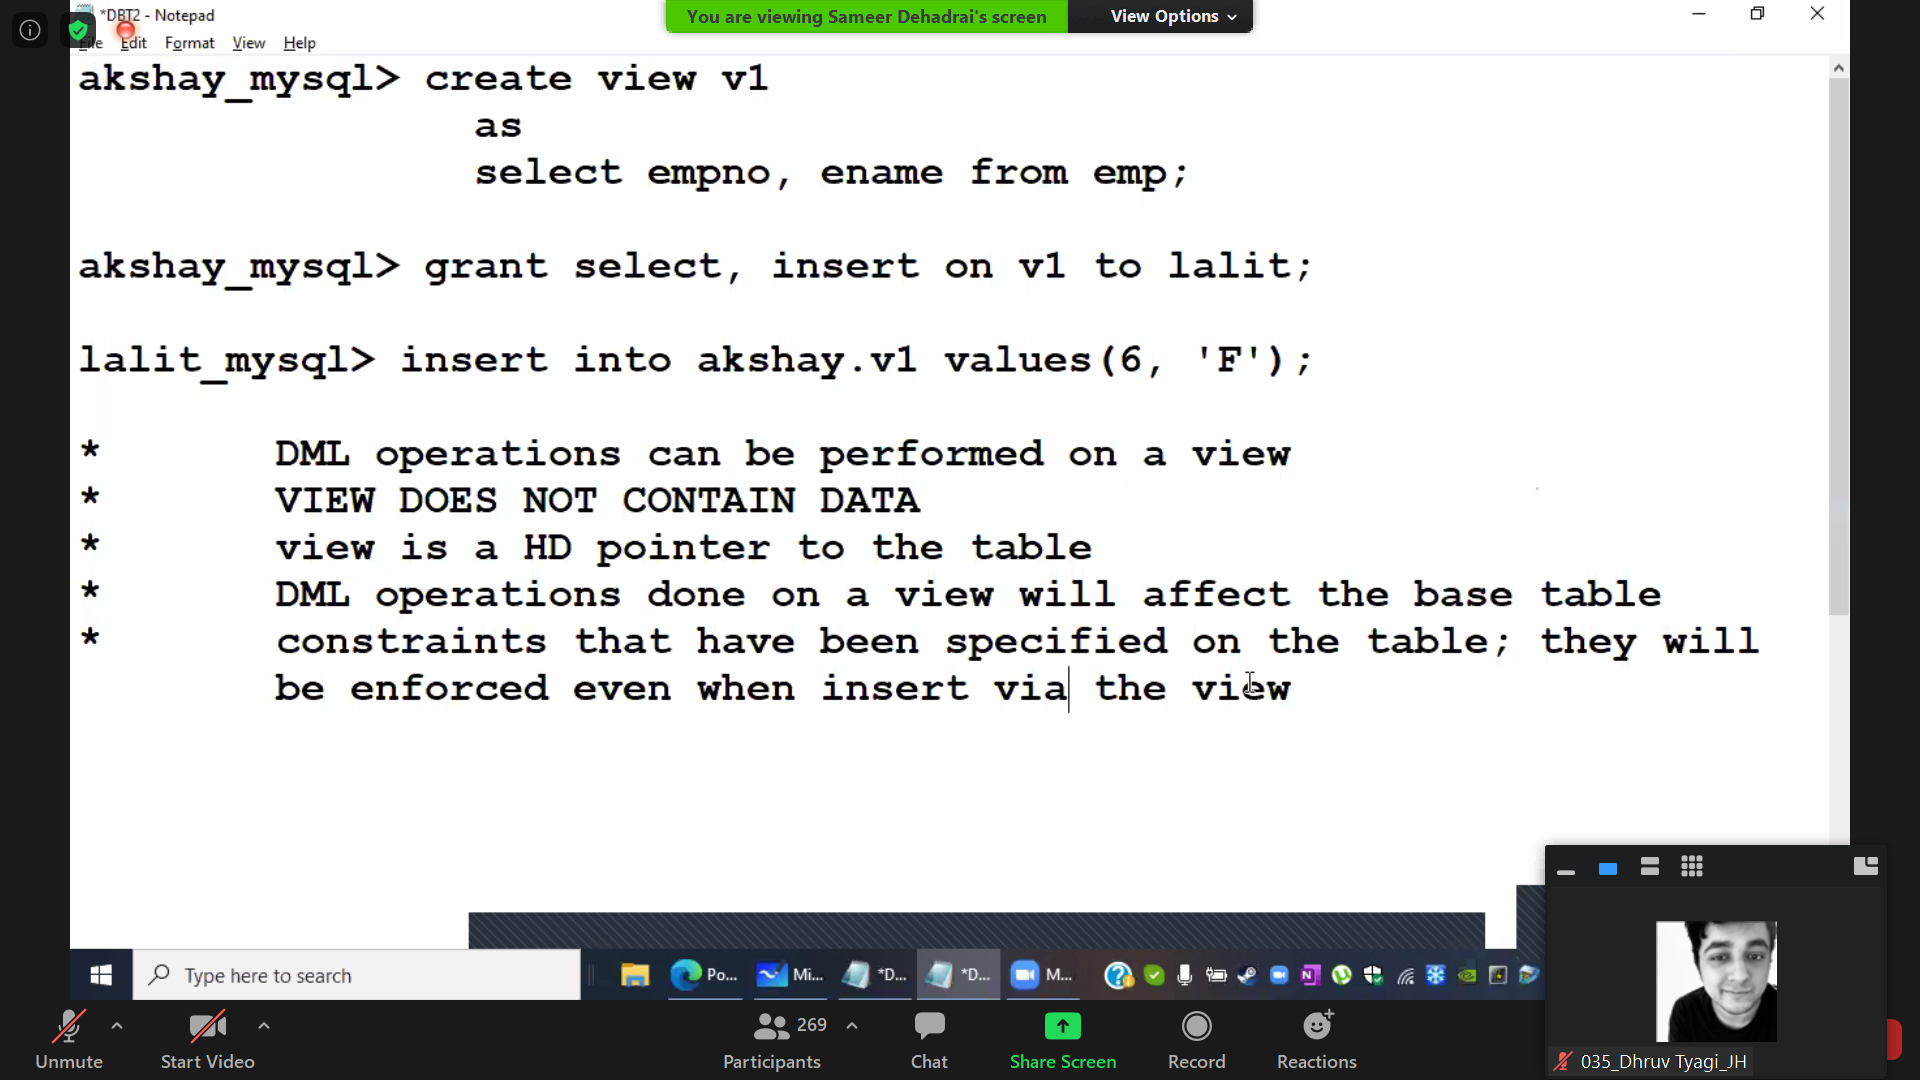 *DBT2 - Notepad
You are viewing Sameer Dehadrai's screen
View Options
File Edit Format View Help
akshay_mysql> create view v1
as
select empno, ename from emp;
akshay_mysql> grant select, insert on v1 to lalit;
lalit_mysql> insert into akshay.v1 values(6, 'F');
* DML operations can be performed on a view
* VIEW DOES NOT CONTAIN DATA
* view is a HD pointer to the table
* DML operations done on a view will affect the base table
* constraints that have been specified on the table; they will
be enforced even when insert via the view
Type here to search
Po...
Mi...
*D...
*D...
M...
Unmute
Start Video
269
Participants
Chat
Share Screen
Record
Reactions
035_Dhruv Tyagi_JH